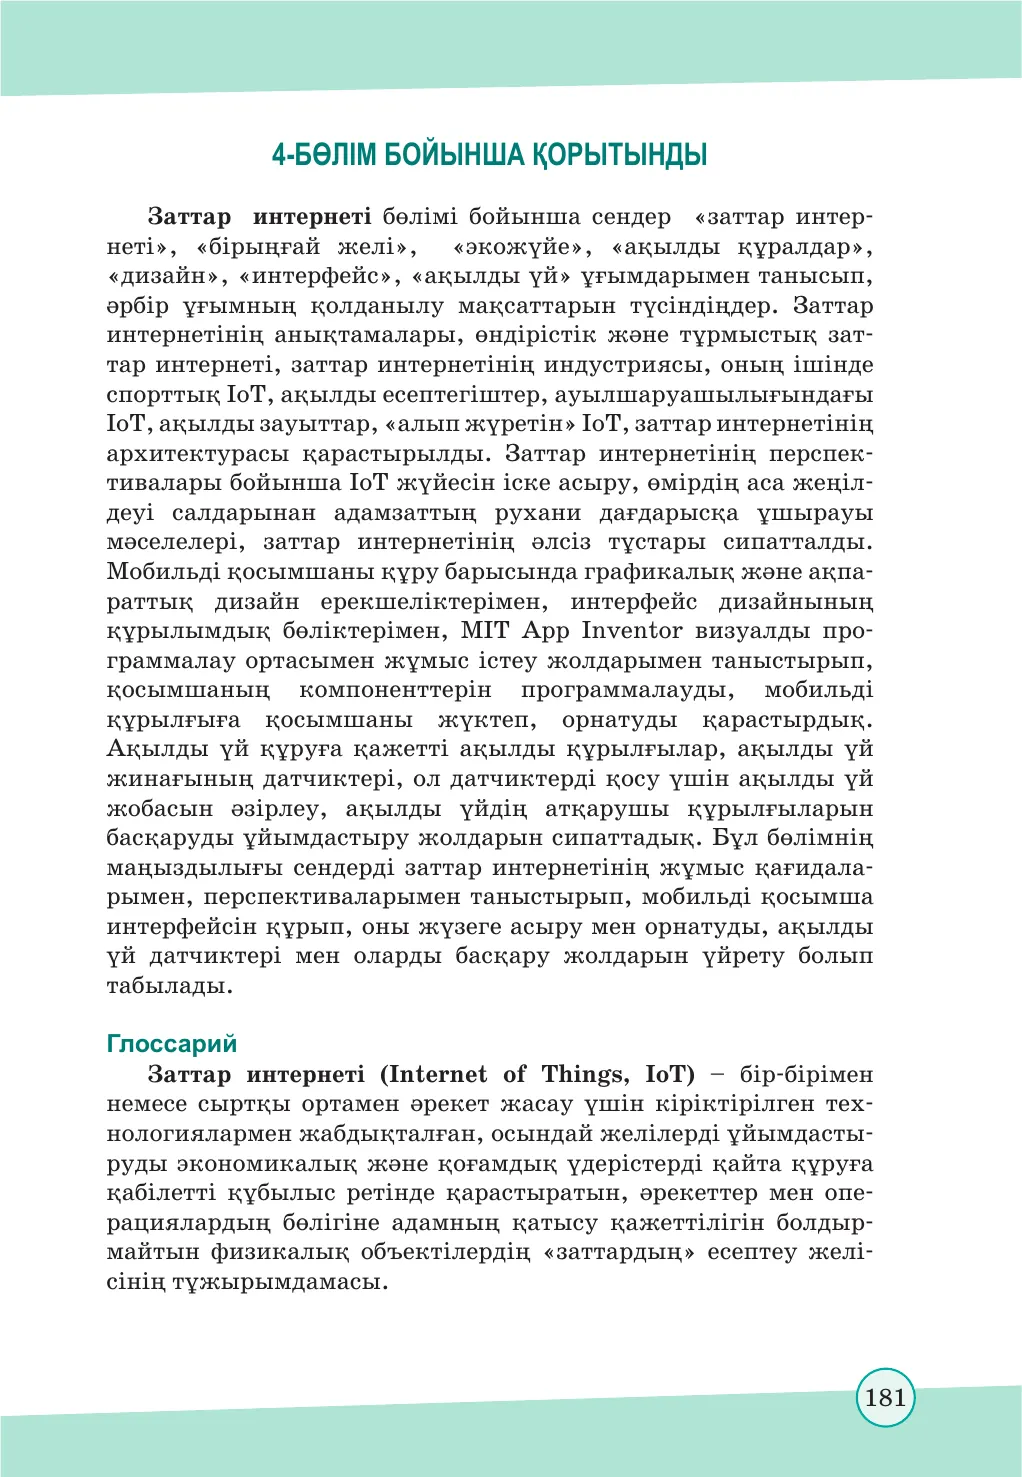 4-БӨЛІМ БОЙЫНША ҚОРЫТЫНДЫ
Заттар интернеті бөлімі бойынша сендер «заттар интер-
неті», «бірыңғай желі», «экожүйе», «ақылды құралдар»,
«дизайн», «интерфейс», «ақылды үй» ұғымдарымен танысып,
әрбір ұғымның қолданылу мақсаттарын түсіндіңдер. Заттар
интернетінің анықтамалары, өндірістік және тұрмыстық зат-
тар интернеті, заттар интернетінің индустриясы, оның ішінде
спорттық IoT, ақылды есептегіштер, ауылшаруашылығындағы
IoT, ақылды зауыттар, «алып жүретін» IoT, заттар интернетінің
архитектурасы қарастырылды. Заттар интернетінің перспек-
тивалары бойынша IoT жүйесін іске асыру, өмірдің аса жеңіл-
деуі салдарынан адамзаттың рухани дағдарысқа ұшырауы
мәселелері, заттар интернетінің әлсіз тұстары сипатталды.
Мобильді қосымшаны құру барысында графикалық және ақпа-
раттық дизайн ерекшеліктерімен, интерфейс дизайнының
құрылымдық бөліктерімен, MIT App Inventor визуалды про-
граммалау ортасымен жұмыс істеу жолдарымен таныстырып,
қосымшаның компоненттерін программалауды, мобильді
құрылғыға қосымшаны жүктеп, орнатуды қарастырдық.
Ақылды үй құруға қажетті ақылды құрылғылар, ақылды үй
жинағының датчиктері, ол датчиктерді қосу үшін ақылды үй
жобасын әзірлеу, ақылды үйдің атқарушы құрылғыларын
басқаруды ұйымдастыру жолдарын сипаттадық. Бұл бөлімнің
маңыздылығы сендерді заттар интернетінің жұмыс қағидала-
рымен, перспективаларымен таныстырып, мобильді қосымша
интерфейсін құрып, оны жүзеге асыру мен орнатуды, ақылды
үй датчиктері мен оларды басқару жолдарын үйрету болып
табылады.
Глоссарий
Заттар интернеті (Internet of Things, IoT) – бір-бірімен
немесе сыртқы ортамен әрекет жасау үшін кіріктірілген тех-
нологиялармен жабдықталған, осындай желілерді ұйымдасты-
руды экономикалық және қоғамдық үдерістерді қайта құруға
қабілетті құбылыс ретінде қарастыратын, әрекеттер мен опе-
рациялардың бөлігіне адамның қатысу қажеттілігін болдыр-
майтын физикалық объектілердің «заттардың» есептеу желі-
сінің тұжырымдамасы.
181